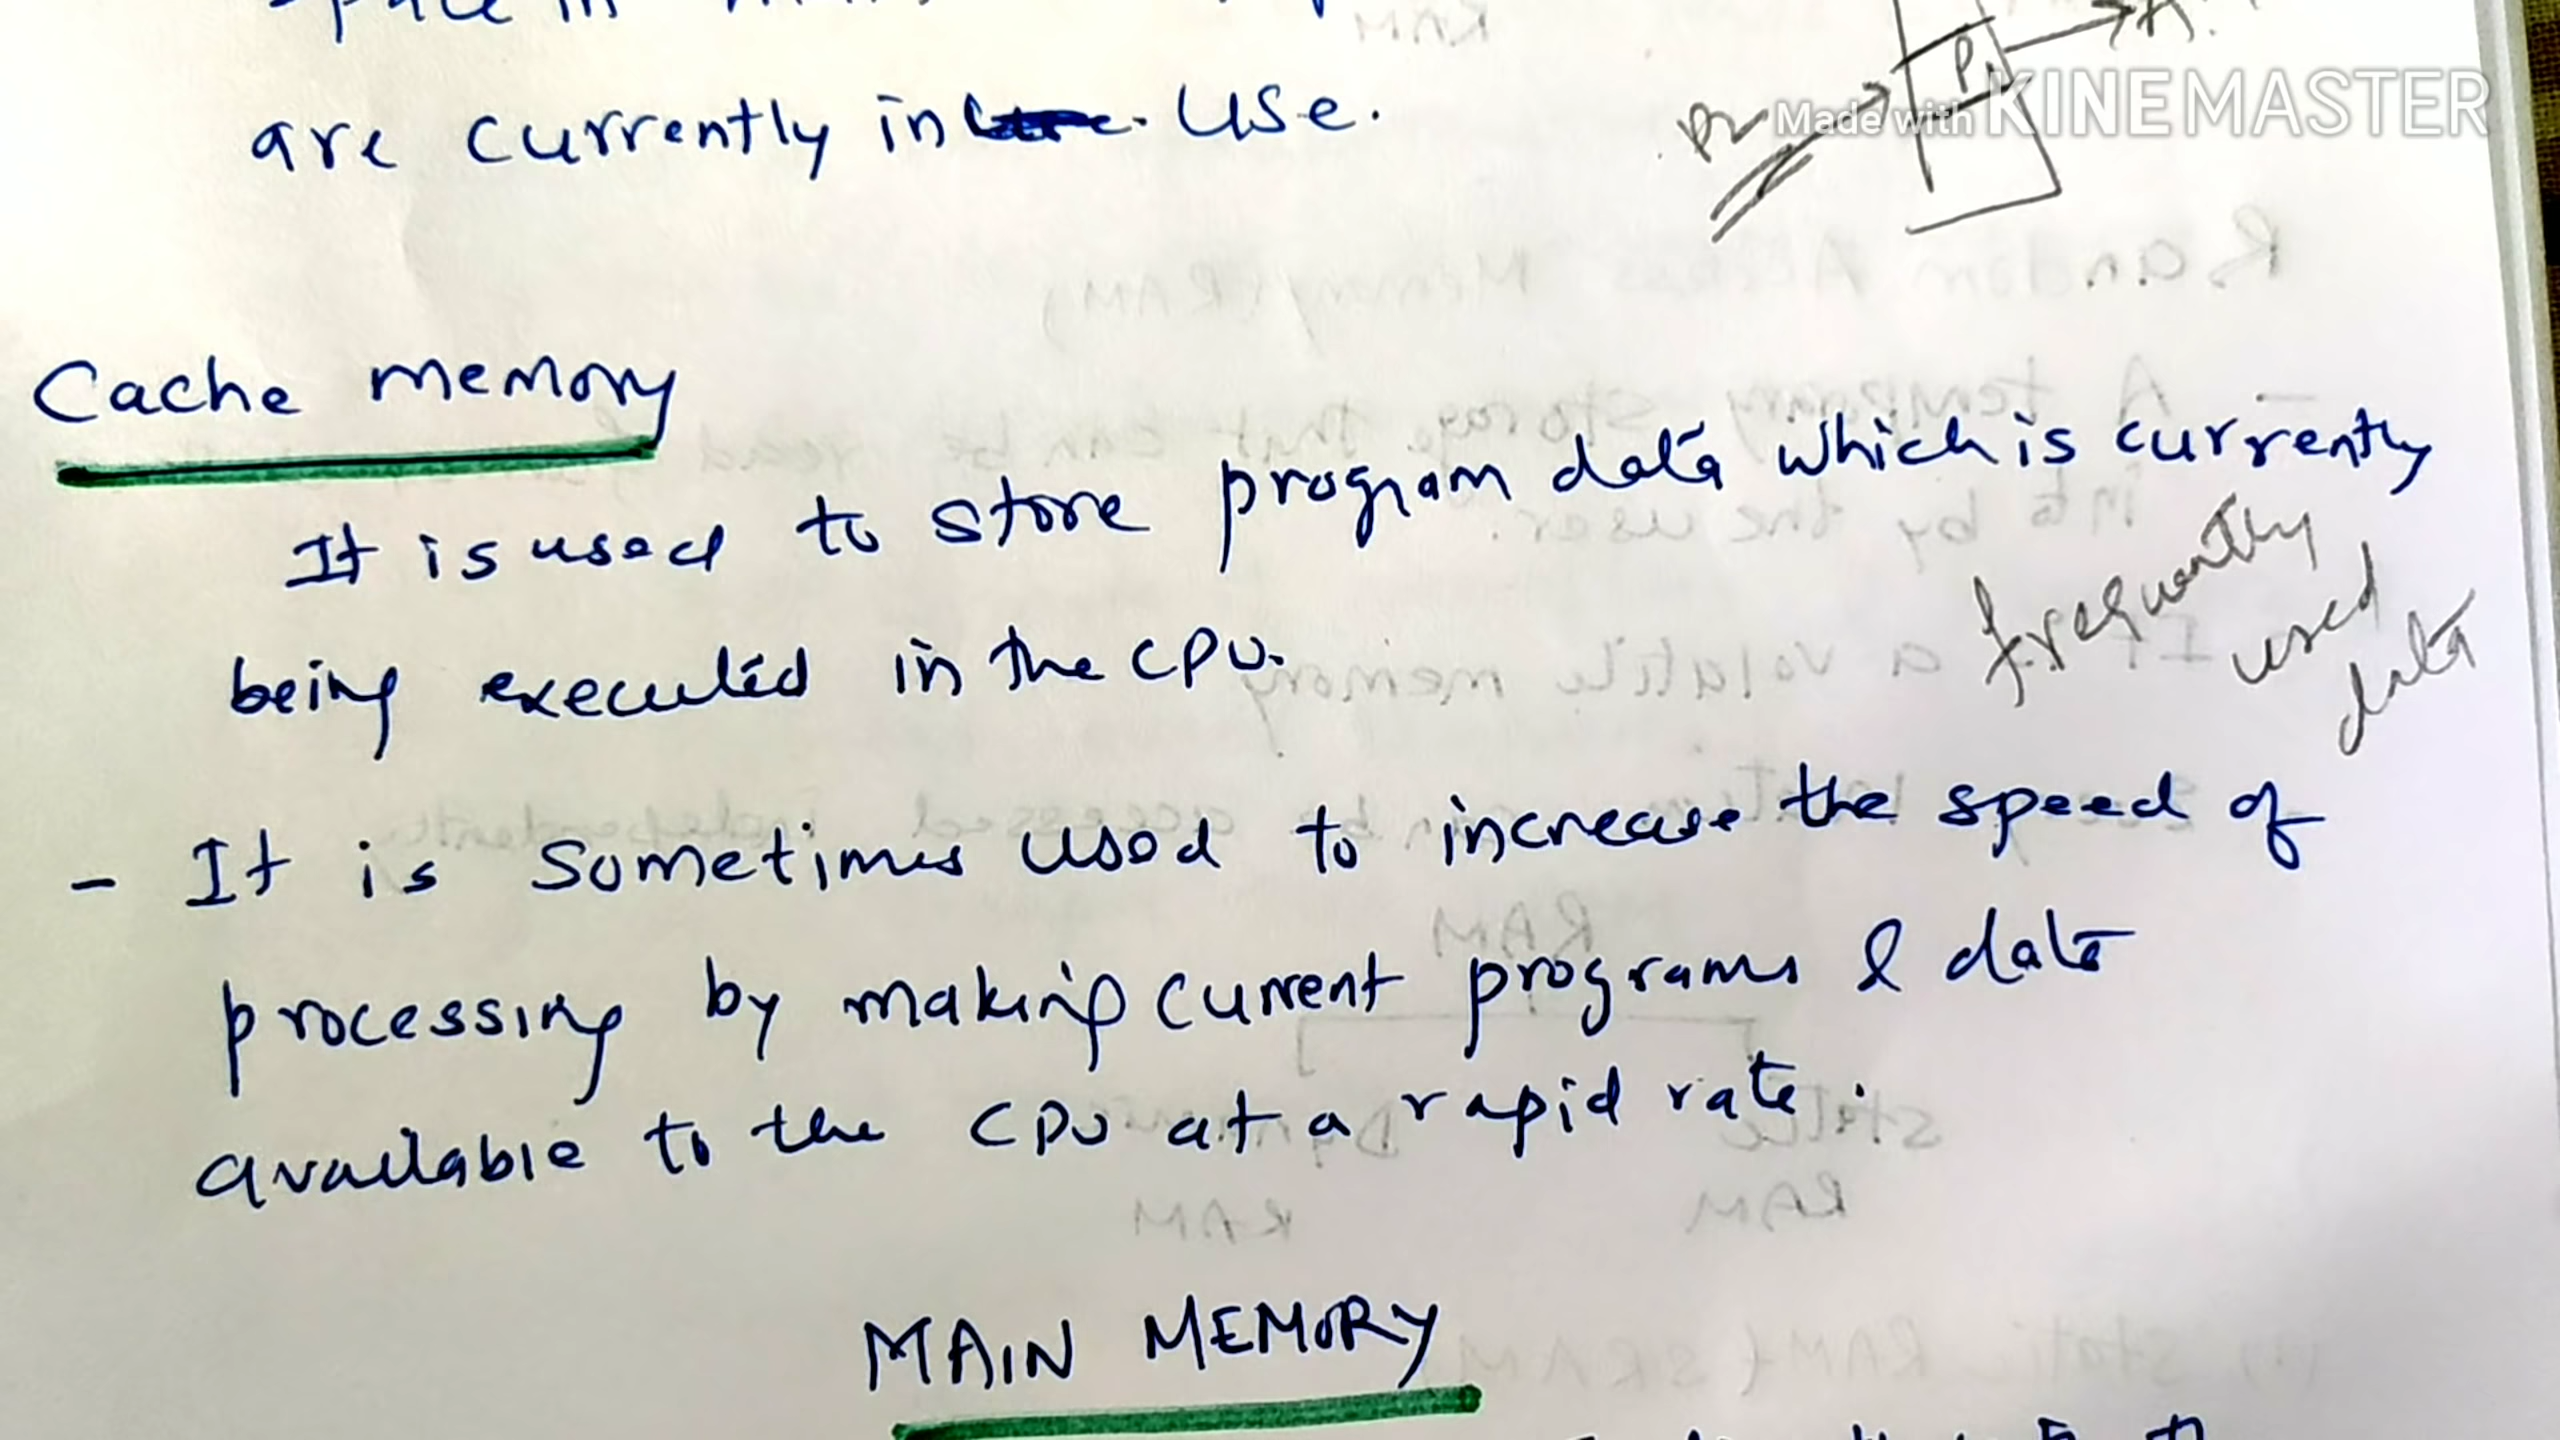 are currently in use.
P1
P2
Made with KINEMASTER
Cache memory
It is used to store program data which is currently
being executed in the CPU.
frequently
used
data
- It is sometimes used to increase the speed of
processing by making current programs & data
available to the CPU at a rapid rate.
MAIN MEMORY